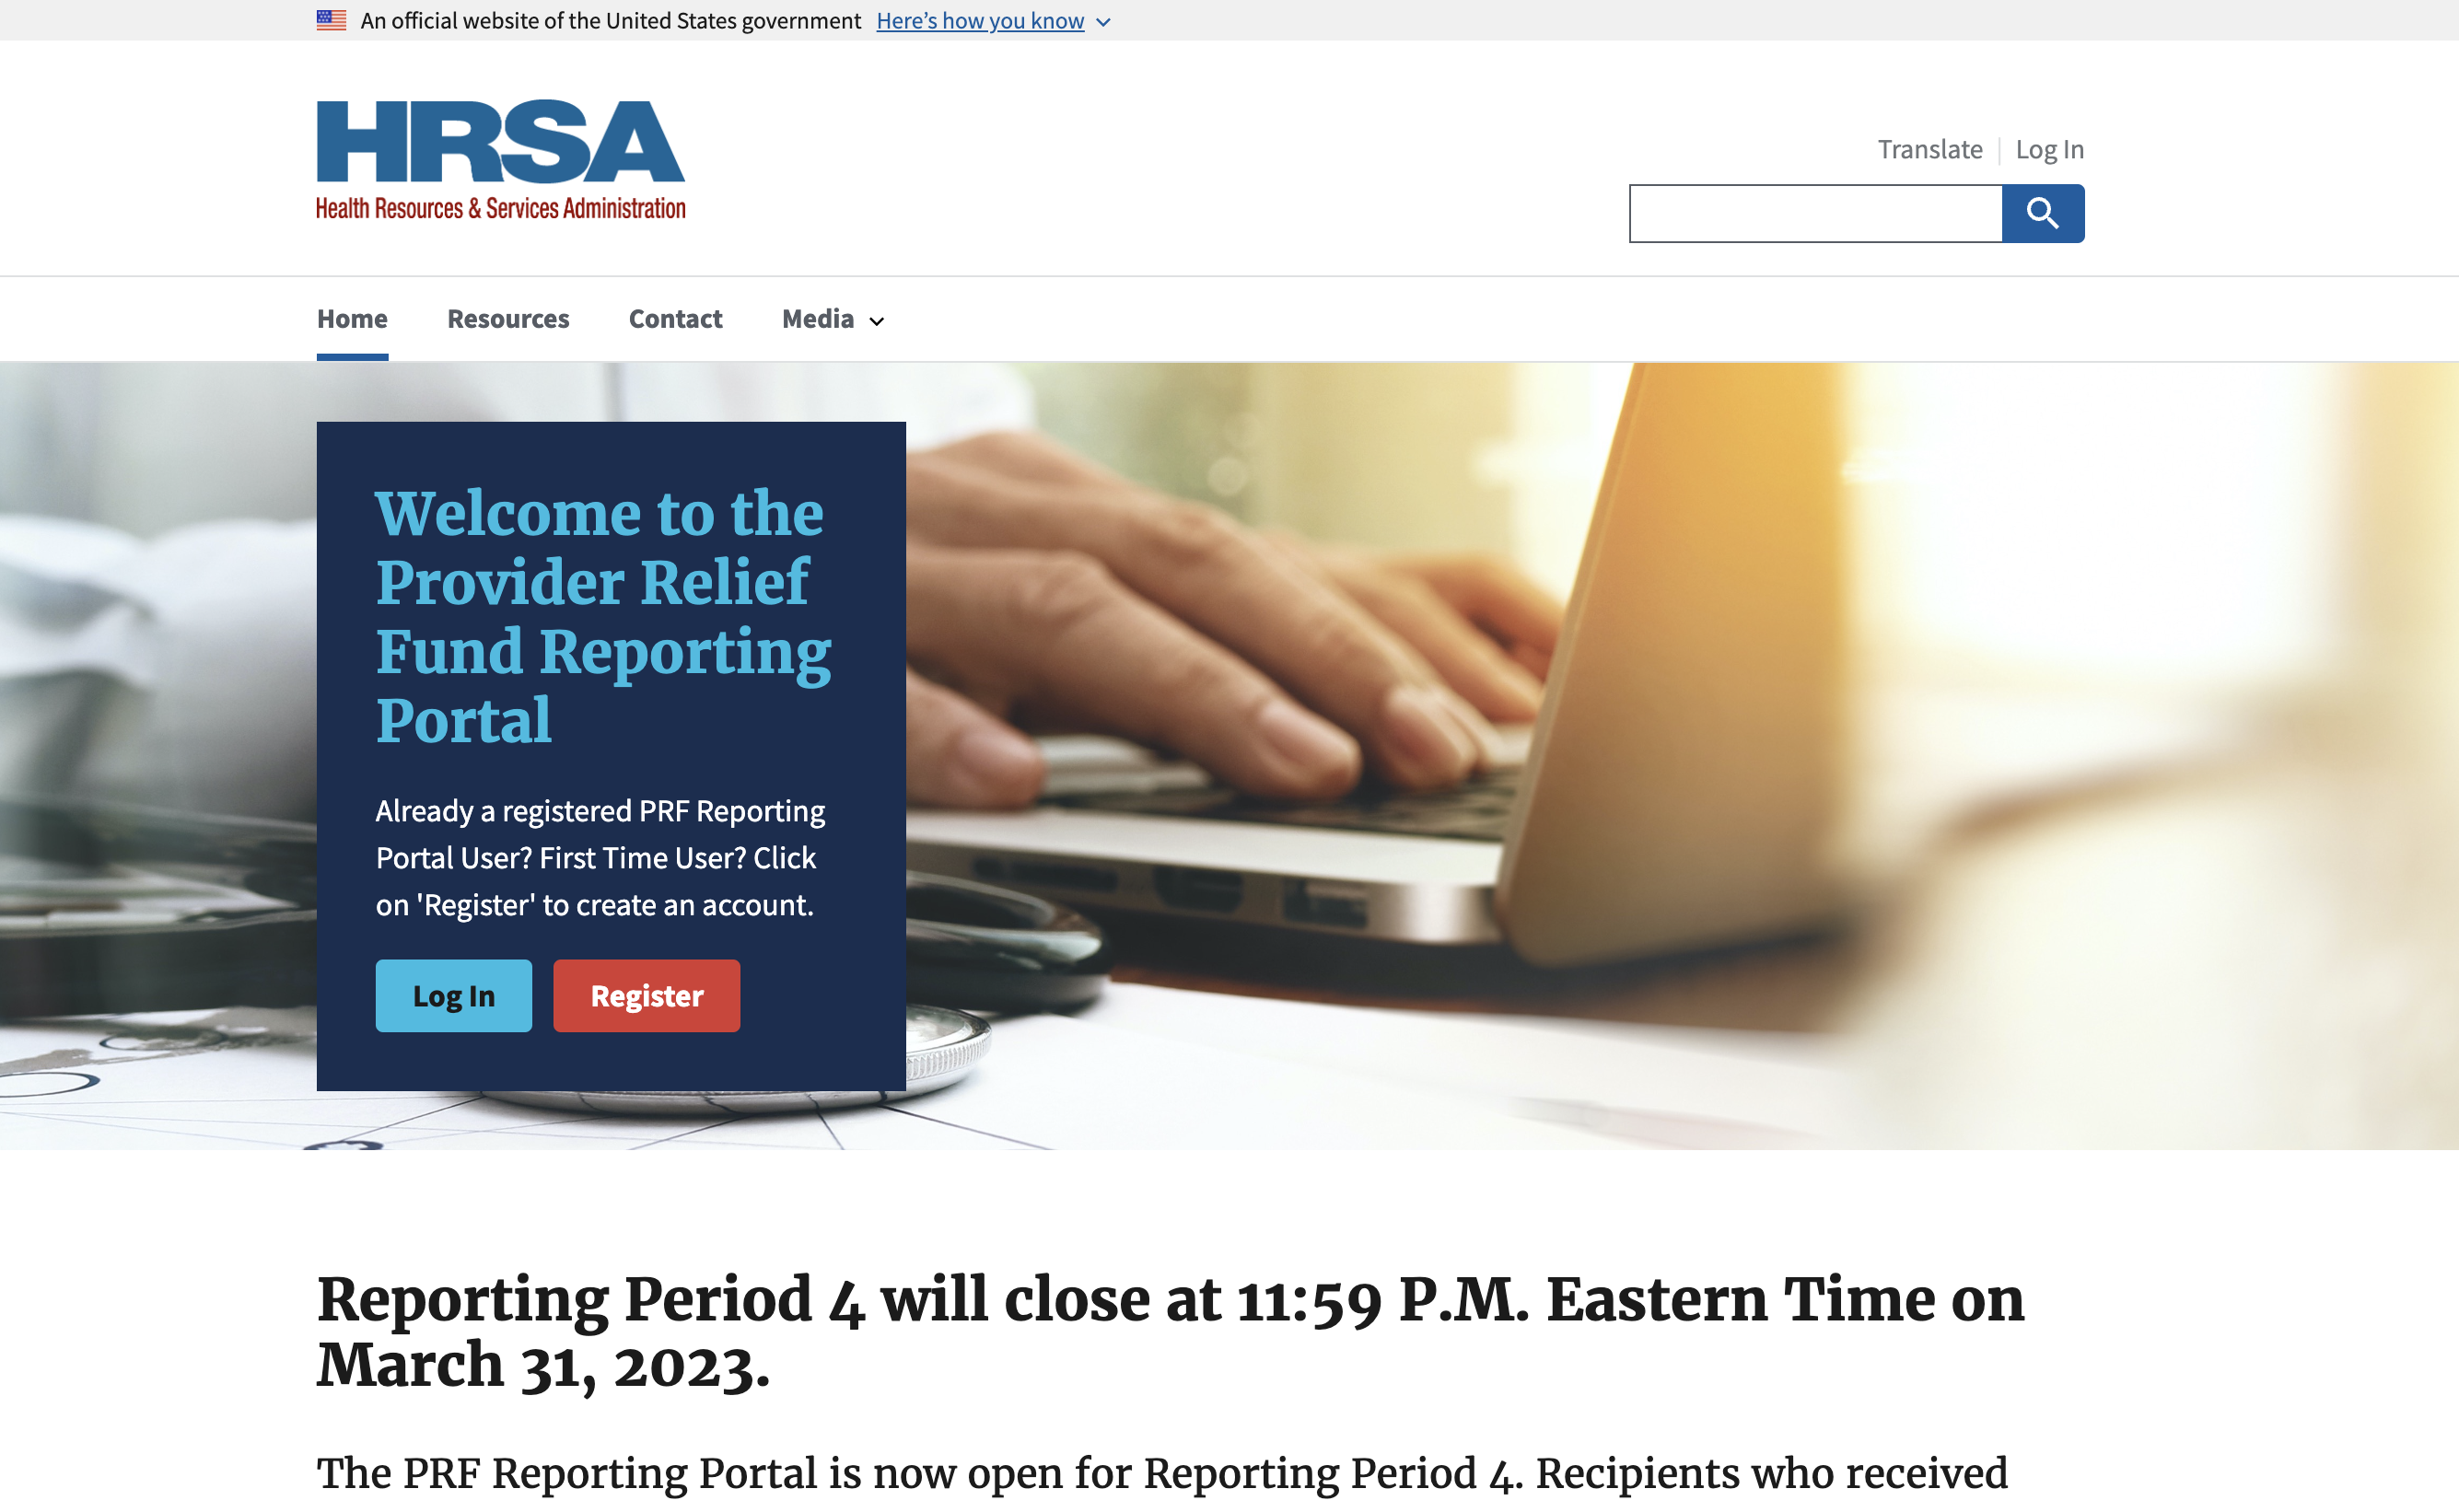 An official website of the United States government Here’s how you know
HRSA
Health Resources & Services Administration
Translate Log In
Home Resources Contact Media
Welcome to the
Provider Relief
Fund Reporting
Portal
Already a registered PRF Reporting
Portal User? First Time User? Click
on 'Register' to create an account.
Log In Register
Reporting Period 4 will close at 11:59 P.M. Eastern Time on
March 31, 2023.
The PRF Reporting Portal is now open for Reporting Period 4. Recipients who received